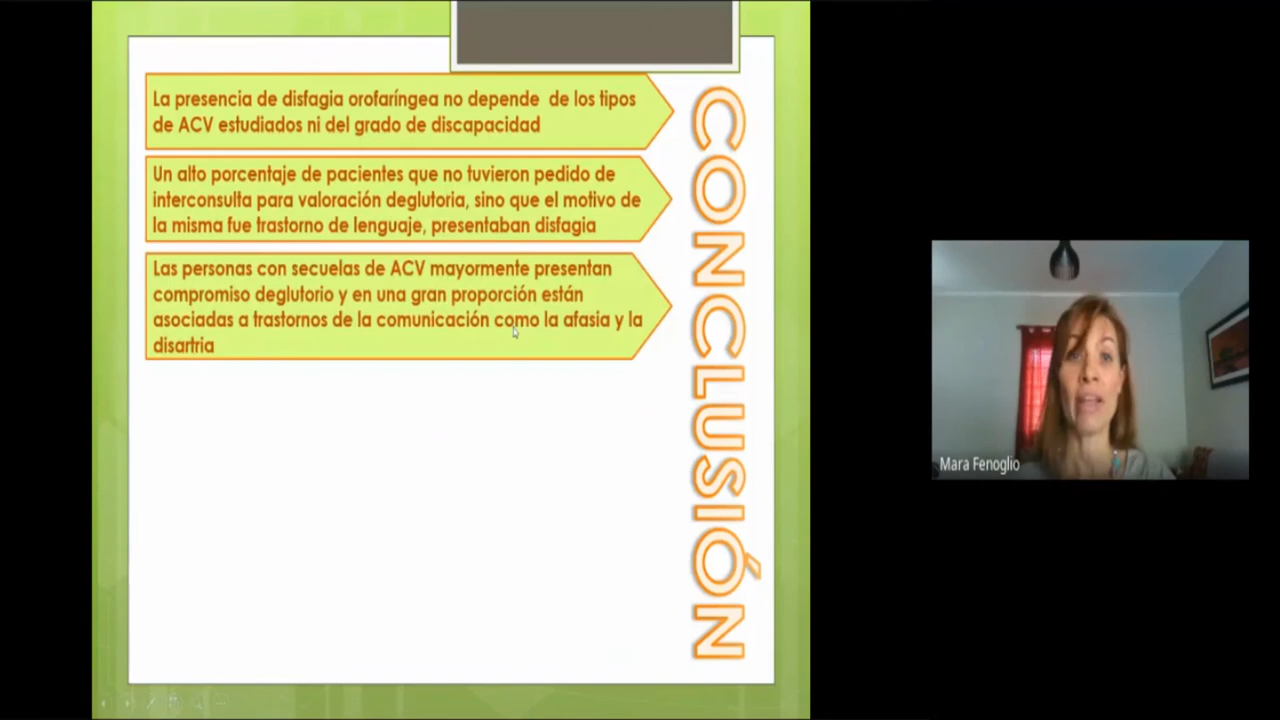 La presencia de disfagia orofaríngea no depende de los tipos
de ACV estudiados ni del grado de discapacidad
Un alto porcentaje de pacientes que no tuvieron pedido de
interconsulta para valoración deglutoria, sino que el motivo de
la misma fue trastorno de lenguaje, presentaban disfagia
Las personas con secuelas de ACV mayormente presentan
compromiso deglutorio y en una gran proporción están
asociadas a trastornos de la comunicación como la afasia y la
disartria
CONCLUSIÓN
Mara Fenoglio